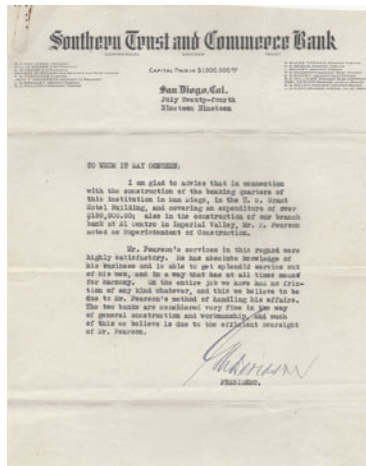 Southern Trust and Commerce Bank
COMMERCIAL SAVINGS TRUST
CAPITAL PAID IN $1,000,000.00
San Diego, Cal.
July Twenty-fourth
Nineteen Nineteen
TO WHOM IT MAY CONCERN:
I am glad to advise that in connection
with the construction of the banking quarters of
this institution in San Diego, in the U. S. Grant
Hotel Building, and covering an expenditure of over
also in the construction of our branch
bank at El Centro in Imperial Valley, Mr. Pearson
acted as Superintendent of Construction.
Mr. Pearson's services in this regard were
highly satisfactory. He has absolute knowledge of
his business and is able to get splendid service out
of his men, and in a way that has at all times meant
for harmony. On the entire job we have had no fric-
tion of any kind whatever, and this we believe to be
due to Mr. Pearson's method of handling his affairs.
The two banks are considered very fine in the way
of general construction and workmanship, and much
of this we believe is due to the efficient oversight
of Mr. Pearson.
PRESIDENT.